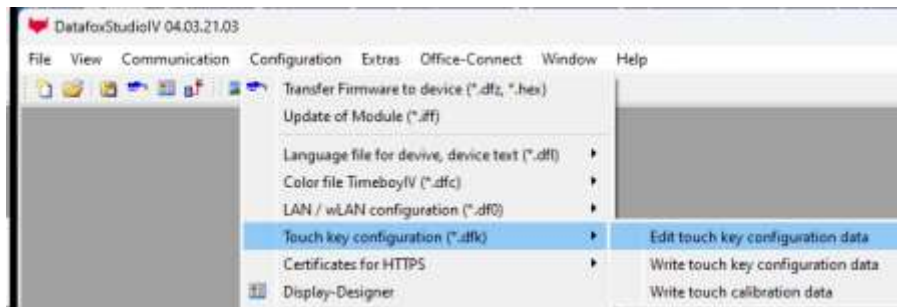 DatafoxStudioIV 04.03.21.03
File View Communication Configuration Extras Office-Connect Window Help
Transfer Firmware to device (*.dfz, *.hex)
Update of Module (*.iff)
Language file for devive, device text (*.dfl)
Color file TimeboyIV (*.dfc)
LAN / wLAN configuration (*.df0)
Touch key configuration (*.dfk) Edit touch key configuration data
Certificates for HTTPS Write touch key configuration data
Display-Designer Write touch calibration data